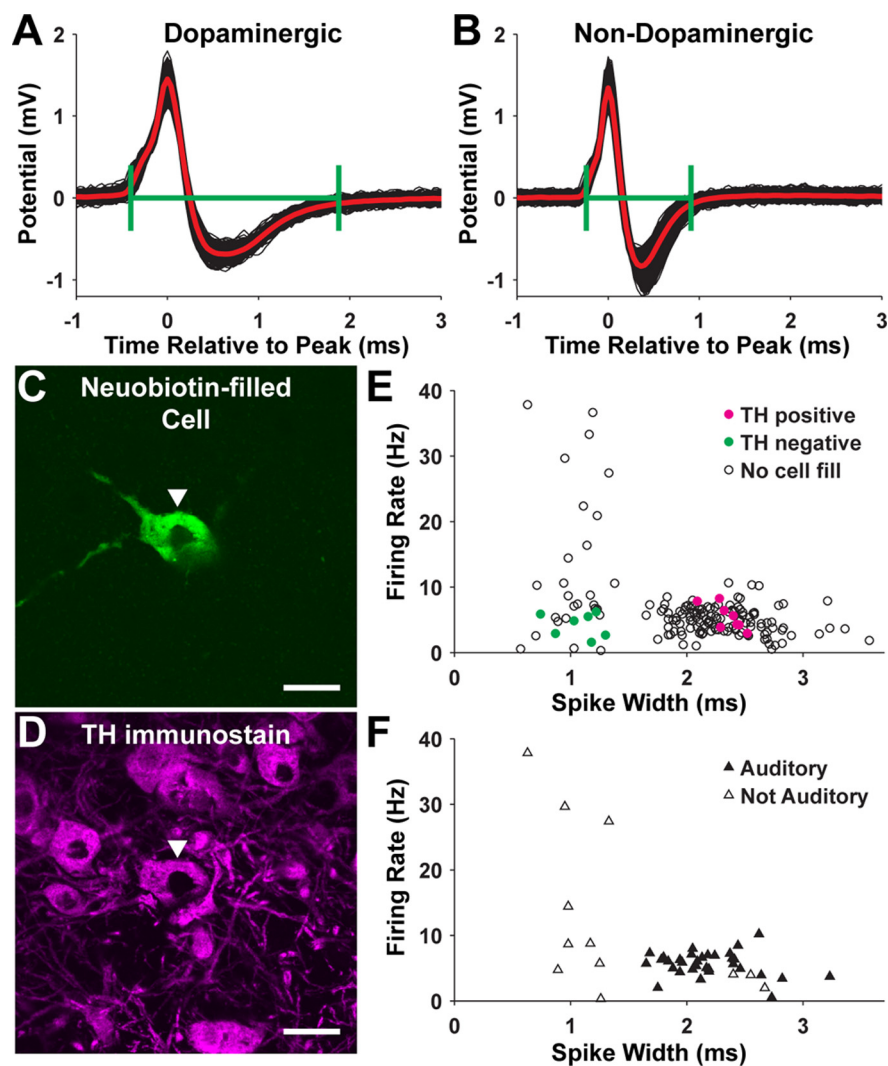 A Dopaminergic
B Non-Dopaminergic
Potential (mV)
2
1
0
-1
-1 0 1 2 3
Time Relative to Peak (ms)
Potential (mV)
2
1
0
-1
-1 0 1 2 3
Time Relative to Peak (ms)
C Neuobiotin-filled
Cell
D TH immunostain
E
Firing Rate (Hz)
40
30
20
10
0
TH positive
TH negative
No cell fill
0 1 2 3
Spike Width (ms)
F
Firing Rate (Hz)
40
30
20
10
0
Auditory
Not Auditory
0 1 2 3
Spike Width (ms)